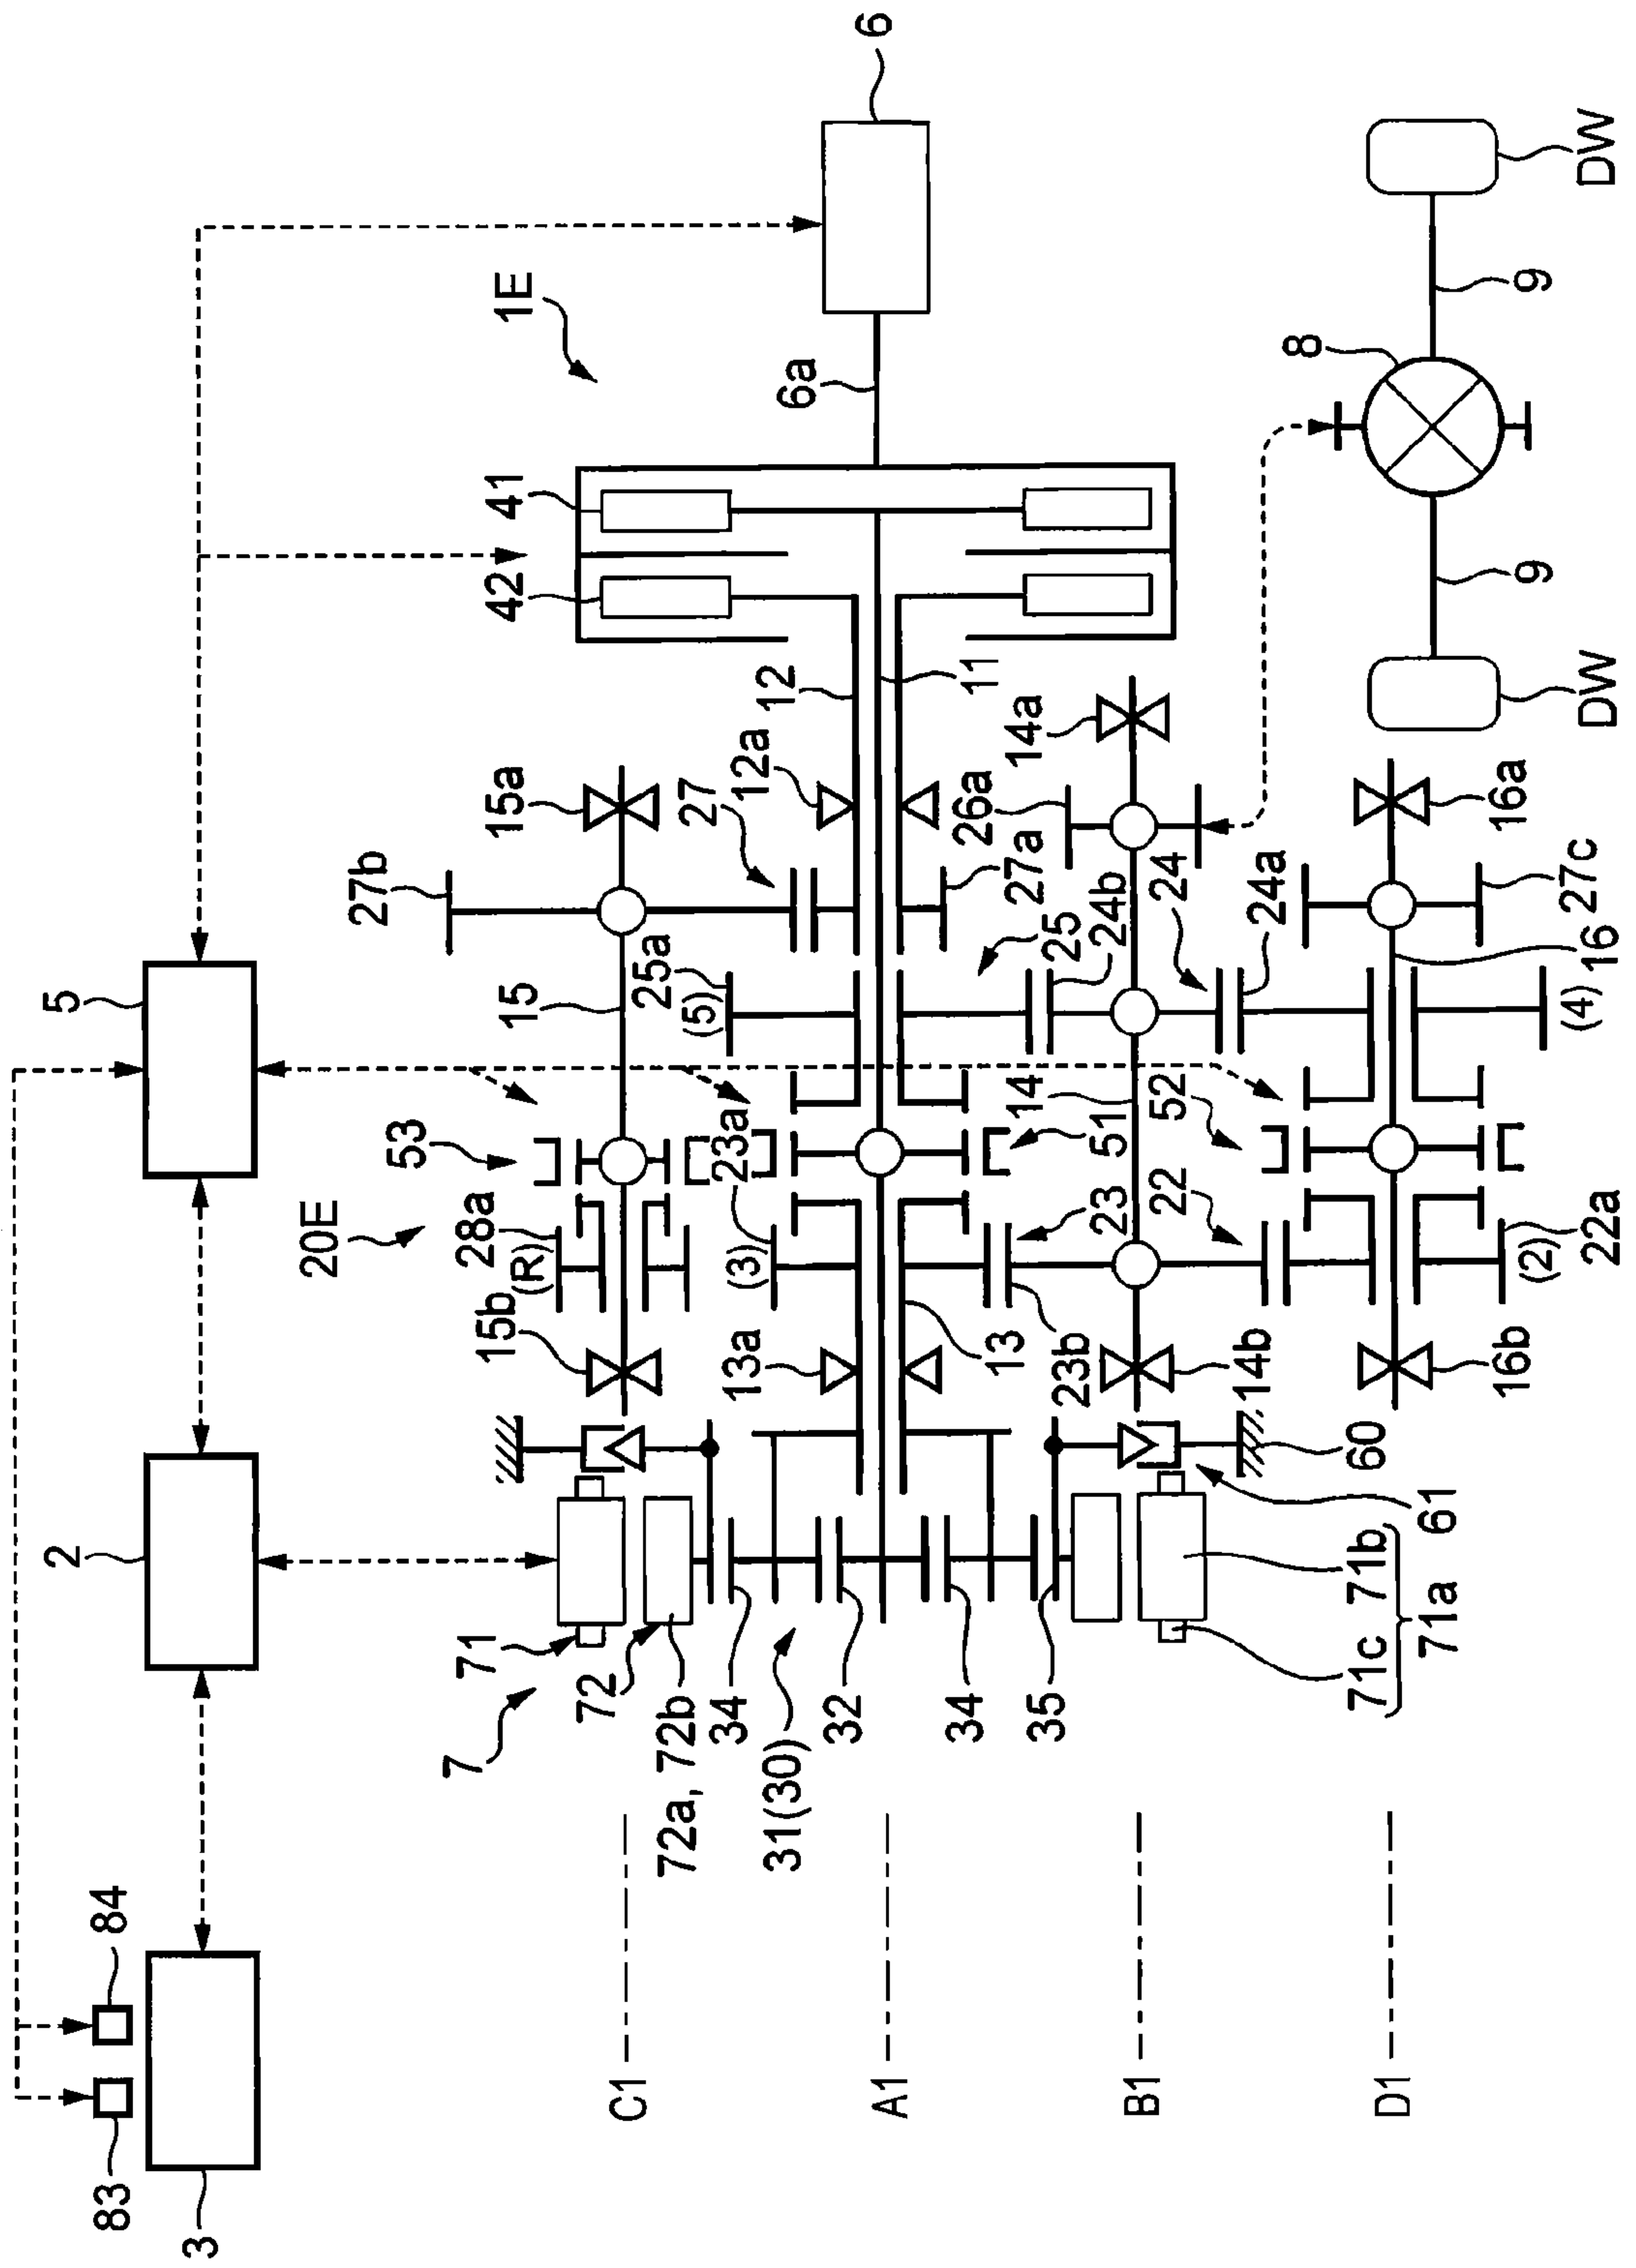 2
5
83
84
3
20E
27b
53
7
71
28a
(R)
15b
15
15a
42
41
1E
72
C1
25a
(5)
72a, 72b
34
23a
(3)
27
13a
12a
31(30)
12
6a
32
6
A1
34
26a
11
13
27a
14a
14
35
25
23b
23
51
24b
B1
22
52
24
14b
24a
8
60
71c 71b
D1
61
71a
16b
16a
(2)
9
9
(4)
27c
22a
16
DW
DW